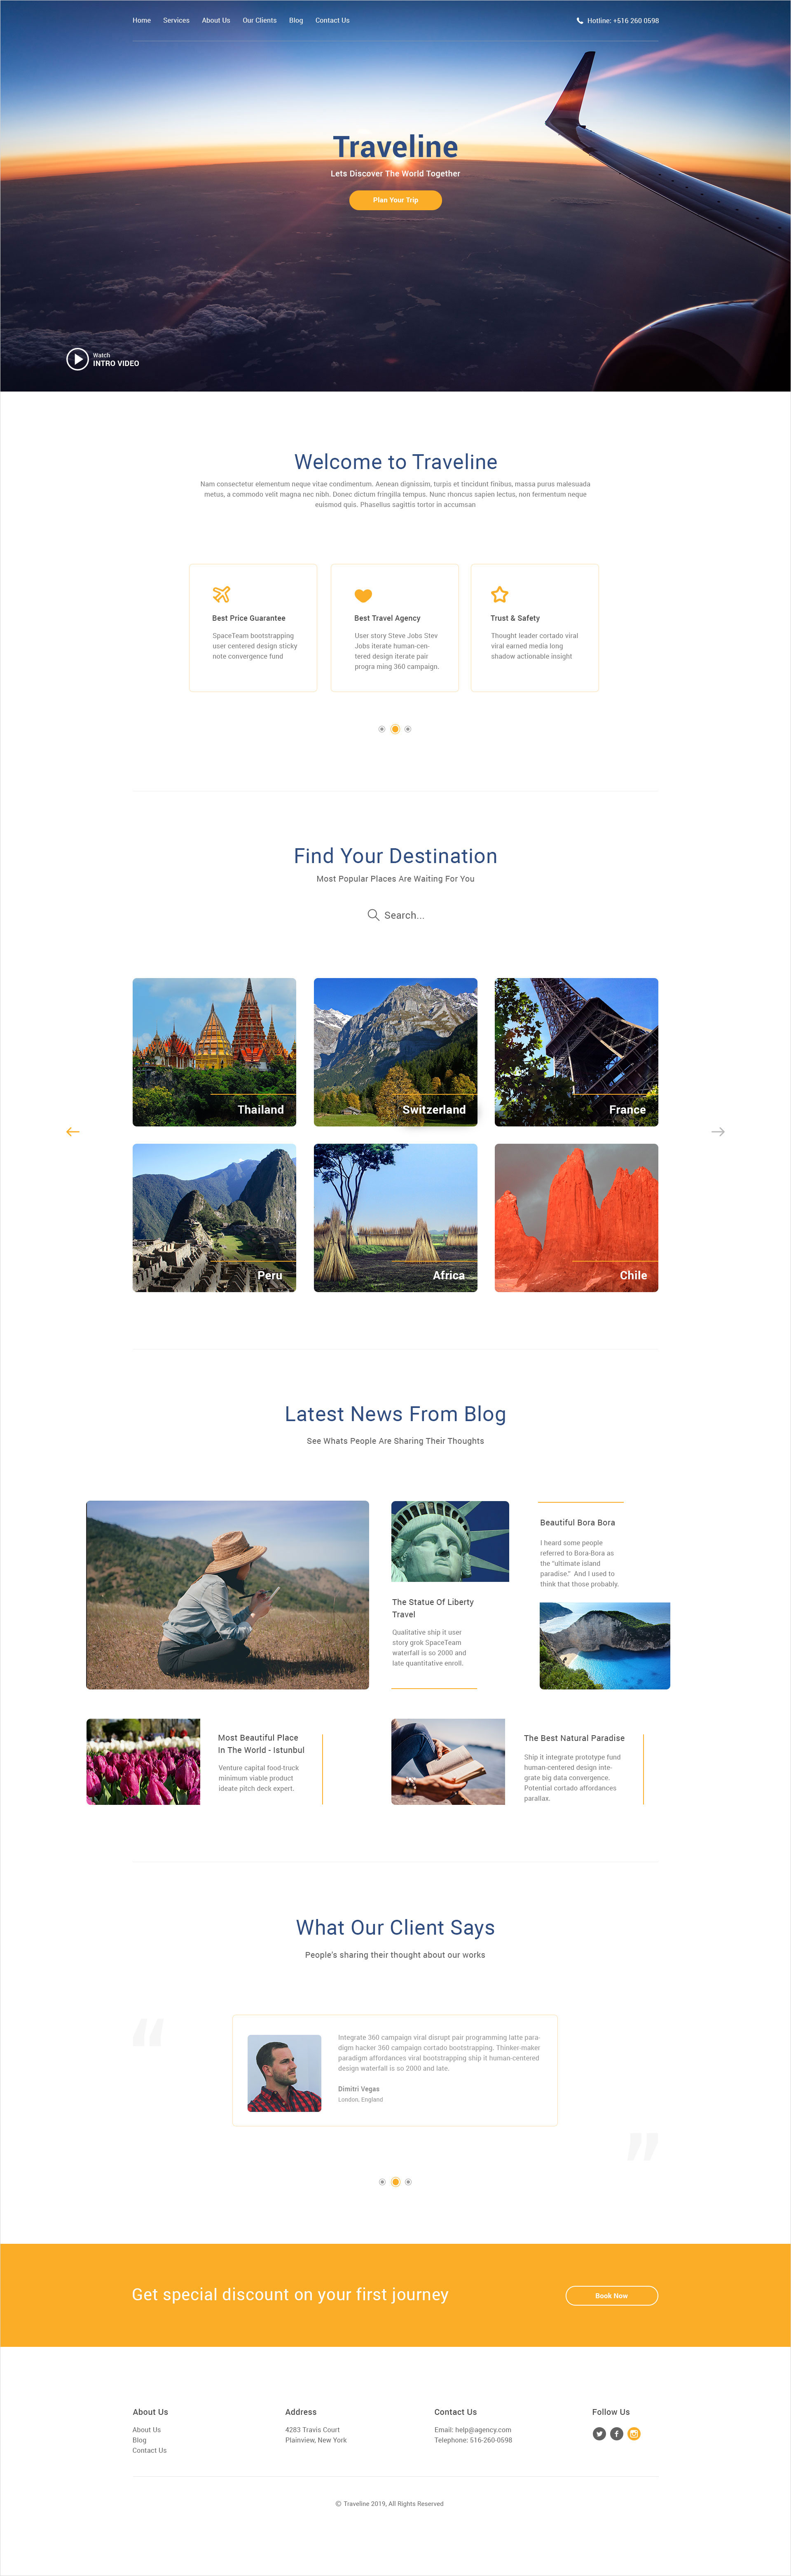 Home Services About Us Our Clients Blog Contact Us
Hotline: +516 260 0598
Traveline
Lets Discover The World Together
Plan Your Trip
Watch
INTRO VIDEO
Welcome to Traveline
Nam consectetur elementum neque vitae condimentum. Aenean dignissim, turpis et tincidunt finibus, massa purus malesuada
metus, a commodo velit magna nec nibh. Donec dictum fringilla tempus. Nunc rhoncus sapien lectus, non fermentum neque
euismod quis. Phasellus sagittis tortor in accumsan
Best Price Guarantee
SpaceTeam bootstrapping
user centered design sticky
note convergence fund
Best Travel Agency
User story Steve Jobs Stev
Jobs iterate human-cen-
tered design iterate pair
progra ming 360 campaign.
Trust & Safety
Thought leader cortado viral
viral earned media long
shadow actionable insight
Find Your Destination
Most Popular Places Are Waiting For You
Search...
Thailand
Switzerland
France
Peru
Africa
Chile
Latest News From Blog
See Whats People Are Sharing Their Thoughts
The Statue Of Liberty
Travel
Qualitative ship it user
story grok SpaceTeam
waterfall is so 2000 and
late quantitative enroll.
Beautiful Bora Bora
I heard some people
referred to Bora-Bora as
the “ultimate island
paradise.” And I used to
think that those probably.
Most Beautiful Place
In The World - Istunbul
Venture capital food-truck
minimum viable product
ideate pitch deck expert.
The Best Natural Paradise
Ship it integrate prototype fund
human-centered design inte-
grate big data convergence.
Potential cortado affordances
parallax.
What Our Client Says
People's sharing their thought about our works
“
Integrate 360 campaign viral disrupt pair programming latte para-
digm hacker 360 campaign cortado bootstrapping. Thinker-maker
paradigm affordances viral bootstrapping ship it human-centered
design waterfall is so 2000 and late.
Dimitri Vegas
London, England
”
Get special discount on your first journey
Book Now
About Us
About Us
Blog
Contact Us
Address
4283 Travis Court
Plainview, New York
Contact Us
Email: help@agency.com
Telephone: 516-260-0598
Follow Us
© Traveline 2019, All Rights Reserved